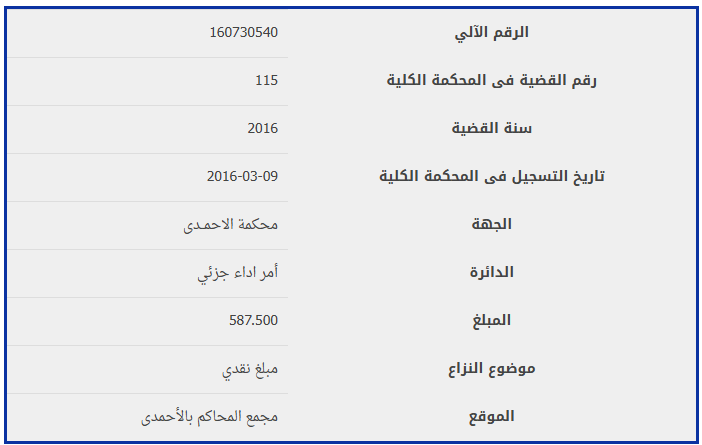 الرقم الآلي 160730540
رقم القضية فى المحكمة الكلية 115
سنة القضية 2016
تاريخ التسجيل فى المحكمة الكلية 2016-03-09
الجهة محكمة الاحمـدى
الدائرة أمر اداء جزئي
المبلغ 587.500
موضوع النزاع مبلغ نقدي
الموقع مجمع المحاكم بالأحمدى